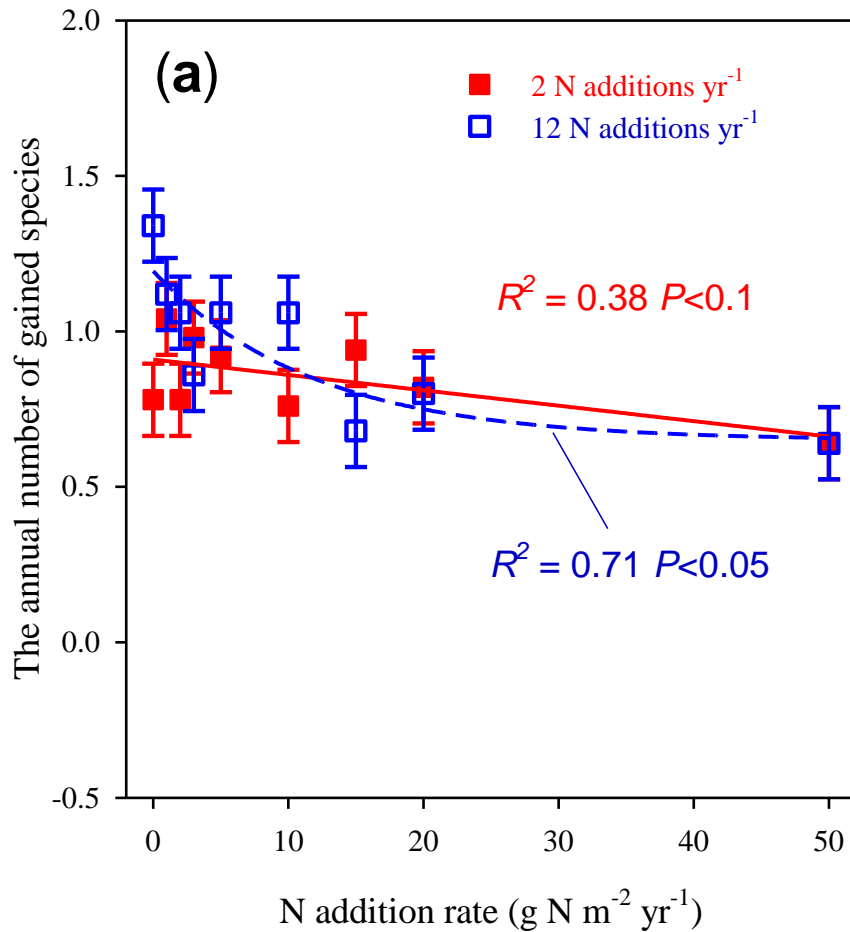 (a)
2 N additions yr-1
12 N additions yr-1
The annual number of gained species
2.0
1.5
1.0
0.5
0.0
-0.5
R2 = 0.38 P<0.1
R2 = 0.71 P<0.05
0 10 20 30 40 50
N addition rate (g N m-2 yr-1)